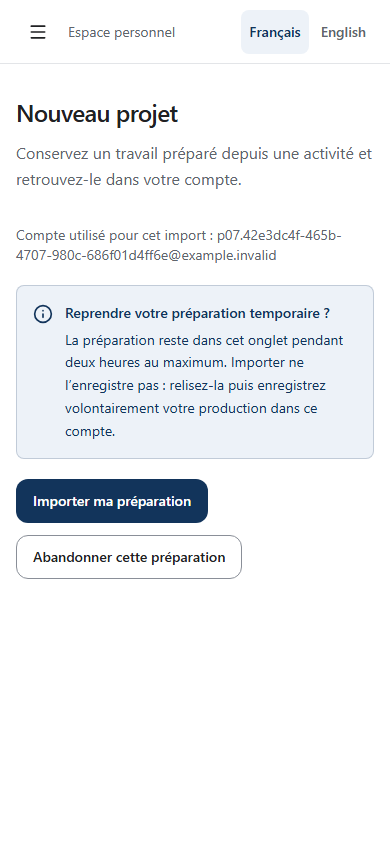 Espace personnel
Français
English
Nouveau projet
Conservez un travail préparé depuis une activité et
retrouvez-le dans votre compte.
Compte utilisé pour cet import : p07.42e3dc4f-465b-
4707-980c-686f01d4ff6e@example.invalid
Reprendre votre préparation temporaire ?
La préparation reste dans cet onglet pendant
deux heures au maximum. Importer ne
l’enregistre pas : relisez-la puis enregistrez
volontairement votre production dans ce
compte.
Importer ma préparation
Abandonner cette préparation